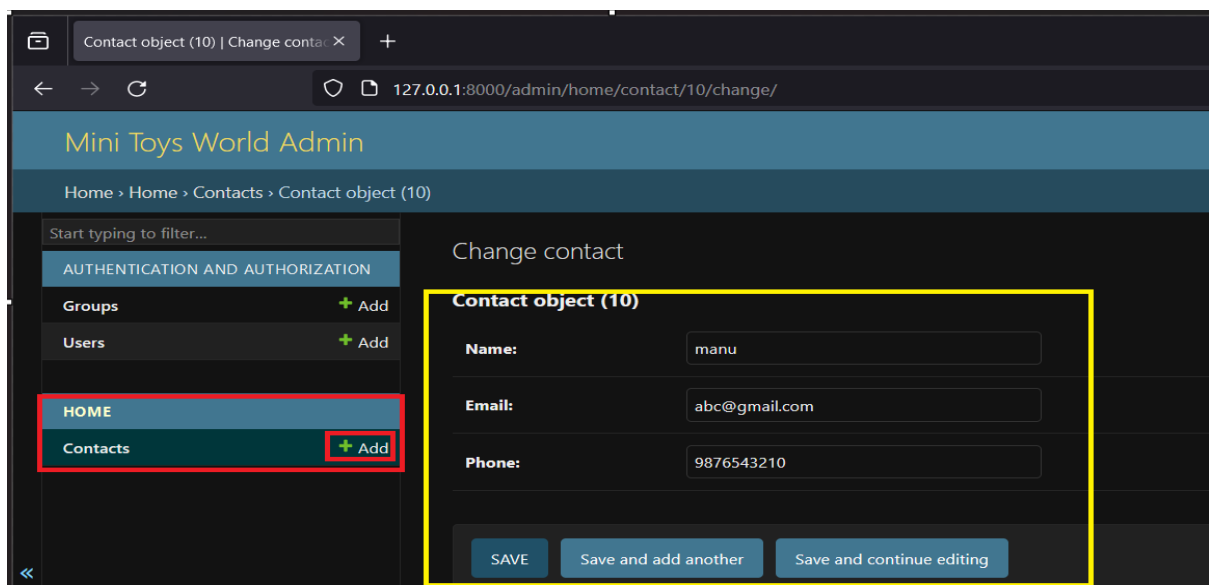 Contact object (10) | Change contac
127.0.0.1:8000/admin/home/contact/10/change/
Mini Toys World Admin
Home › Home › Contacts › Contact object (10)
Start typing to filter...
AUTHENTICATION AND AUTHORIZATION
Groups + Add
Users + Add
HOME
Contacts + Add
Change contact
Contact object (10)
Name: manu
Email: abc@gmail.com
Phone: 9876543210
SAVE Save and add another Save and continue editing